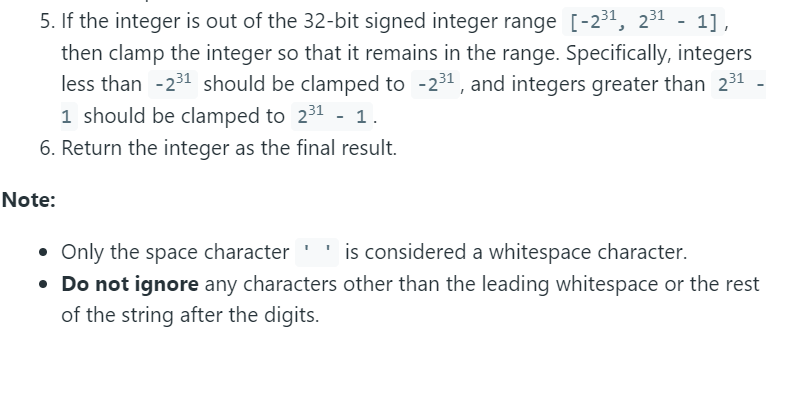 5. If the integer is out of the 32-bit signed integer range [-2³¹, 2³¹ - 1],
then clamp the integer so that it remains in the range. Specifically, integers
less than -2³¹ should be clamped to -2³¹, and integers greater than 2³¹ -
1 should be clamped to 2³¹ - 1.
6. Return the integer as the final result.
Note:
• Only the space character ' ' is considered a whitespace character.
• Do not ignore any characters other than the leading whitespace or the rest
of the string after the digits.